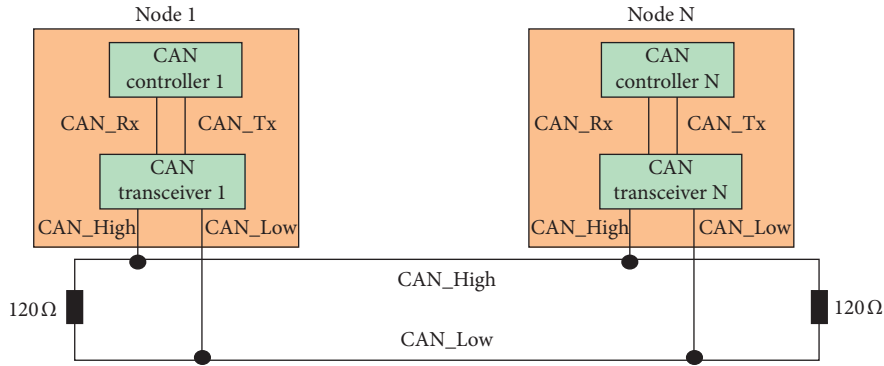 Node 1
Node N
CAN
controller 1
CAN
controller N
CAN_Rx
CAN_Tx
CAN_Rx
CAN_Tx
CAN
transceiver 1
CAN
transceiver N
CAN_High
CAN_Low
CAN_High
CAN_Low
CAN_High
120 Ω
120 Ω
CAN_Low